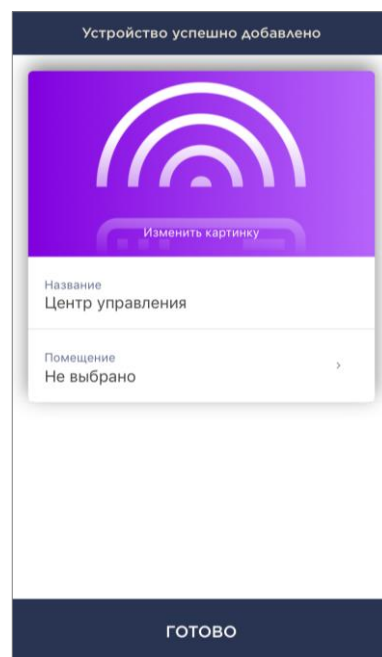 Устройство успешно добавлено
Изменить картинку
Название
Центр управления
Помещение
Не выбрано
ГОТОВО